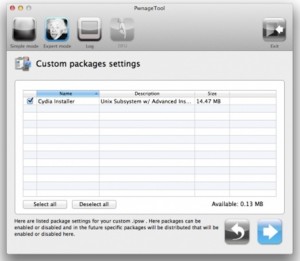 PwnageTool
Simple mode Expert mode Log DFU Exit
Custom packages settings
Name Description Size
Cydia Installer Unix Subsystem w/ Advanced Ins... 14.47 MB
Select all Deselect all Available: 0.13 MB
Here are listed package settings for your custom .ipsw . Here packages can be
enabled or disabled and in the future specific packages will be distributed that will be
enabled or disabled here.